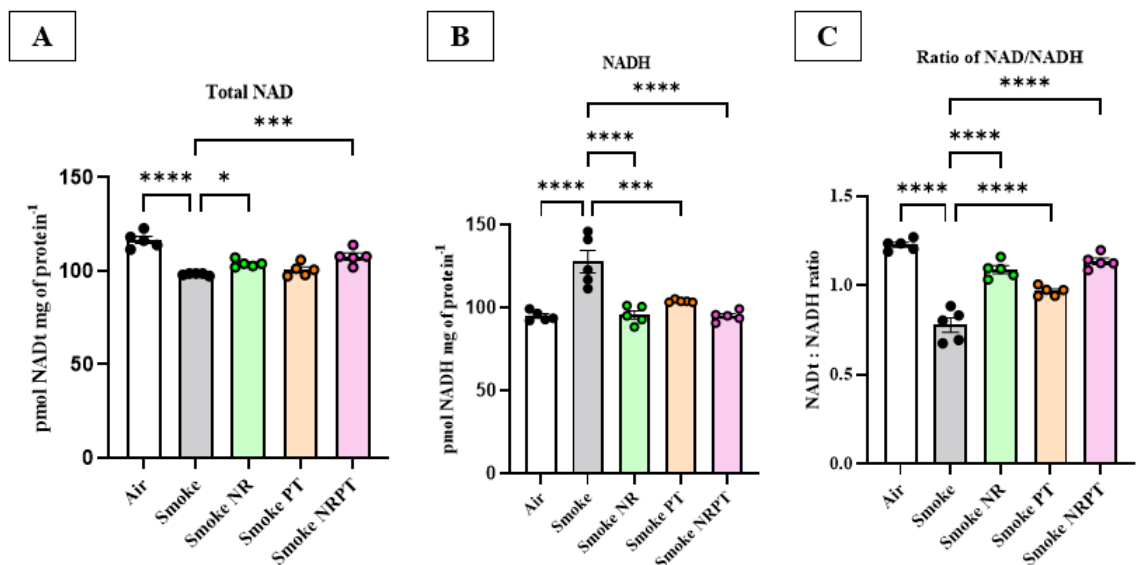 A
Total NAD
***
****
*
pmol NADt mg of protein-1
150
100
50
0
Air
Smoke
Smoke NR
Smoke PT
Smoke NRPT
B
NADH
****
****
****
***
pmol NADH mg of protein-1
150
100
50
0
Air
Smoke
Smoke NR
Smoke PT
Smoke NRPT
C
Ratio of NAD/NADH
****
****
****
****
NADt : NADH ratio
1.5
1.0
0.5
0.0
Air
Smoke
Smoke NR
Smoke PT
Smoke NRPT